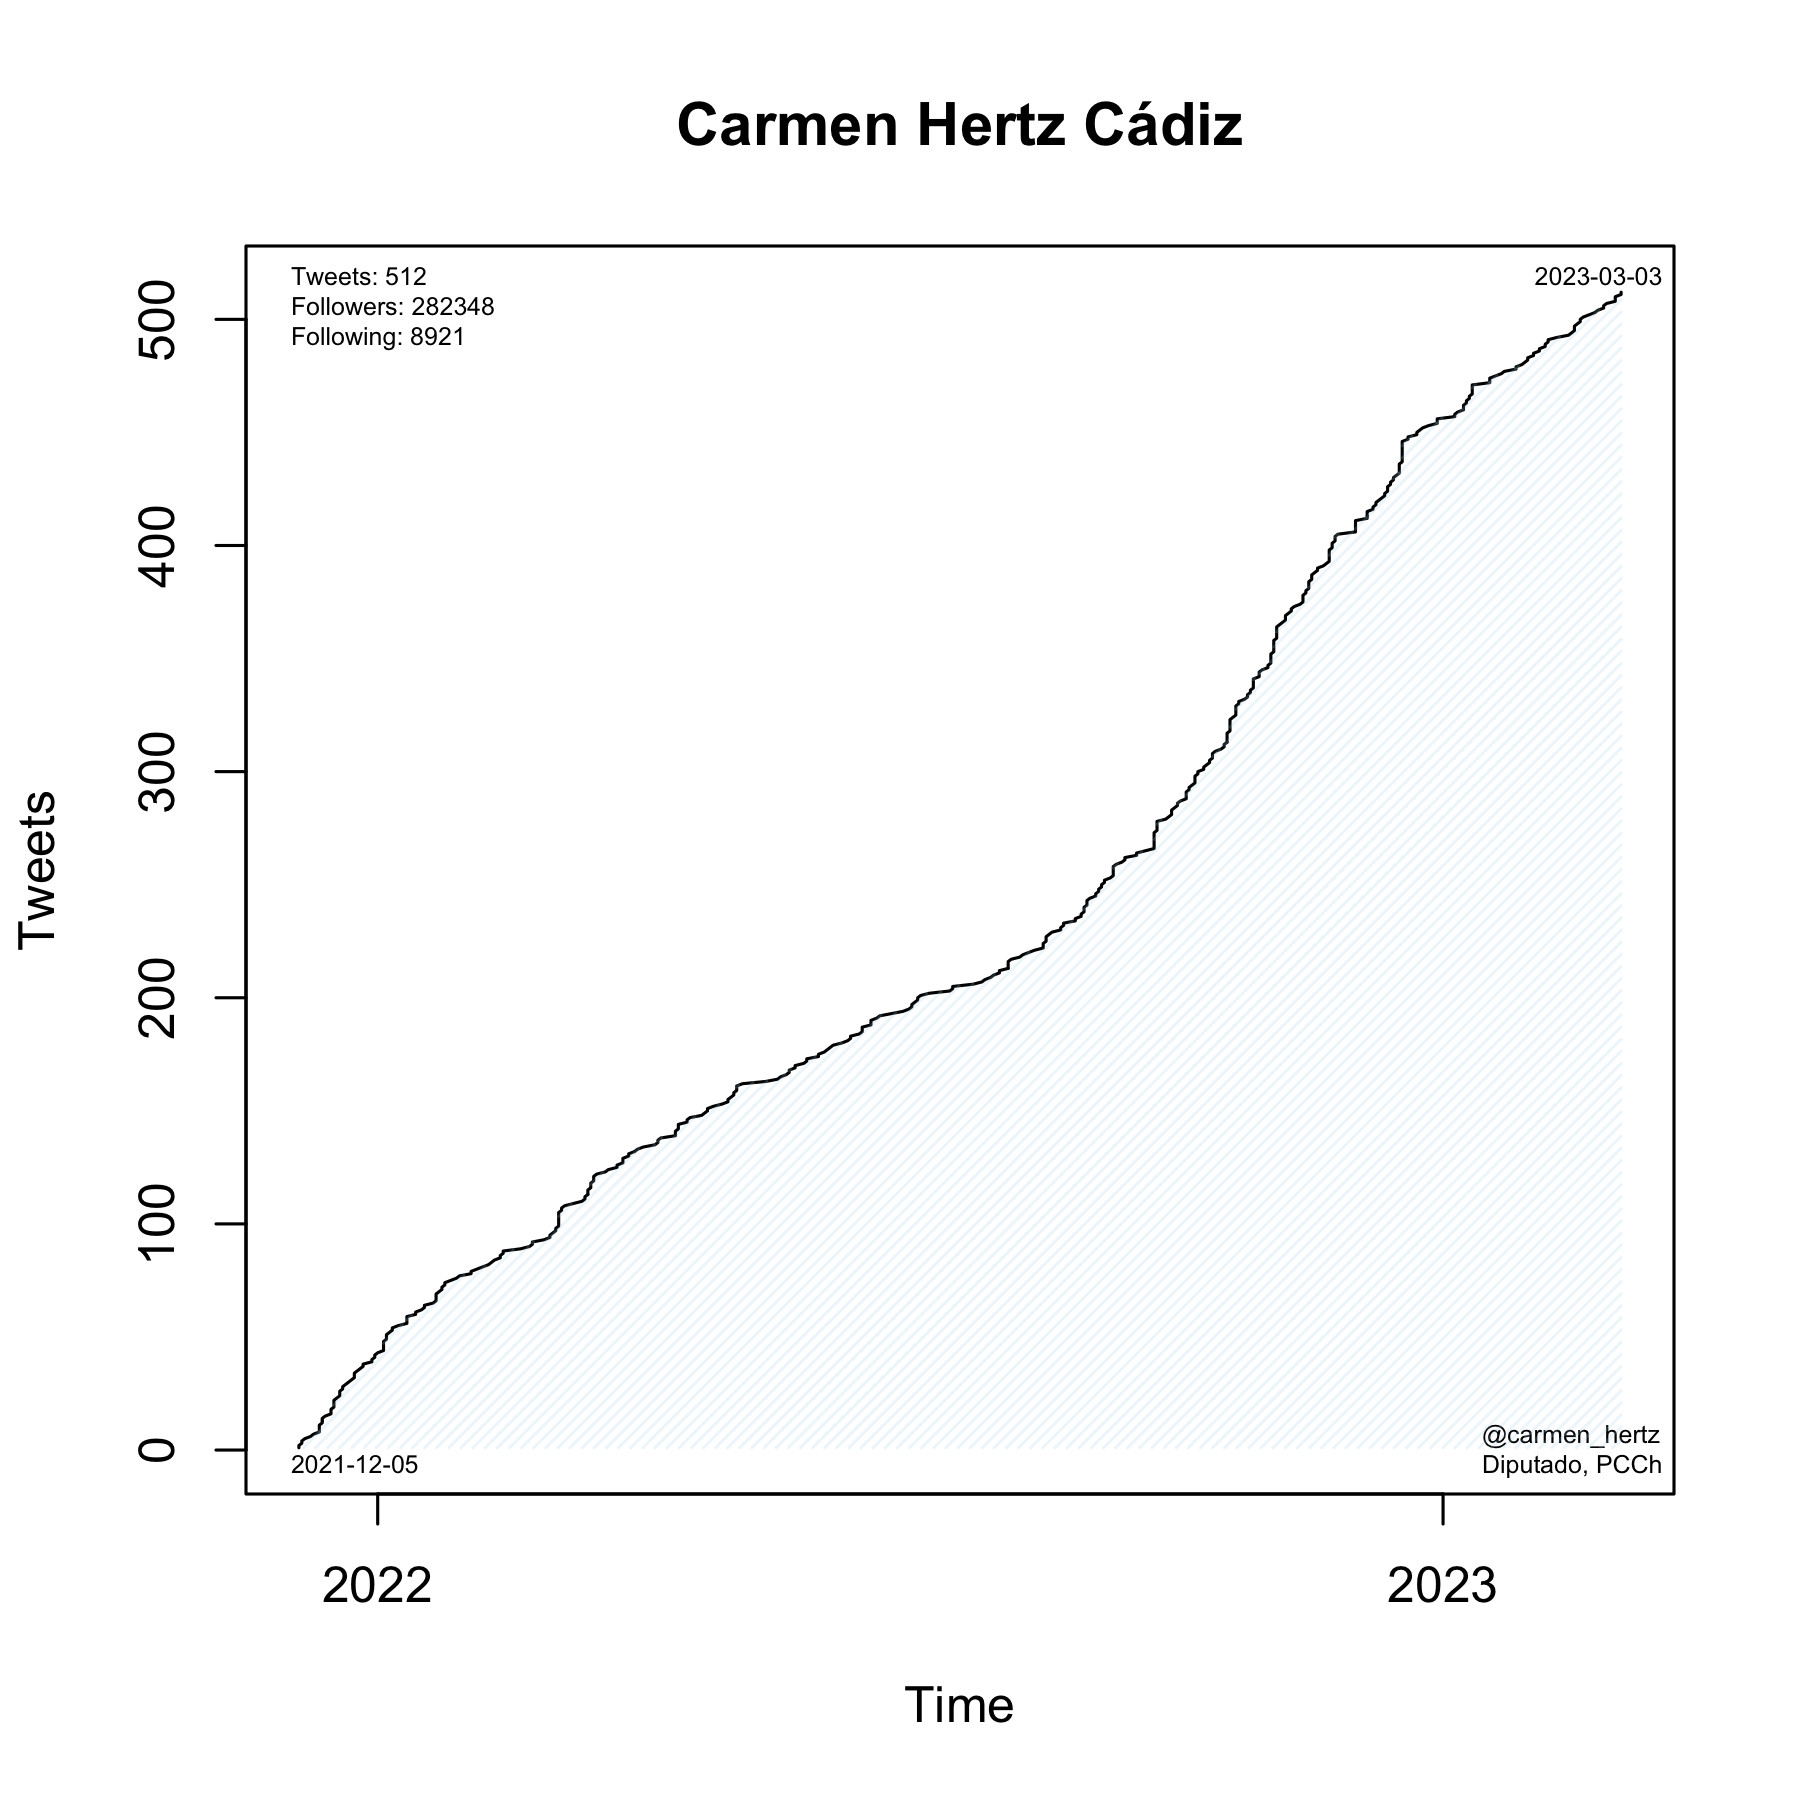 Carmen Hertz Cádiz
Tweets: 512
Followers: 282348
Following: 8921
2023-03-03
500
400
300
200
100
0
Tweets
2021-12-05
@carmen_hertz
Diputado, PCCh
2022
2023
Time